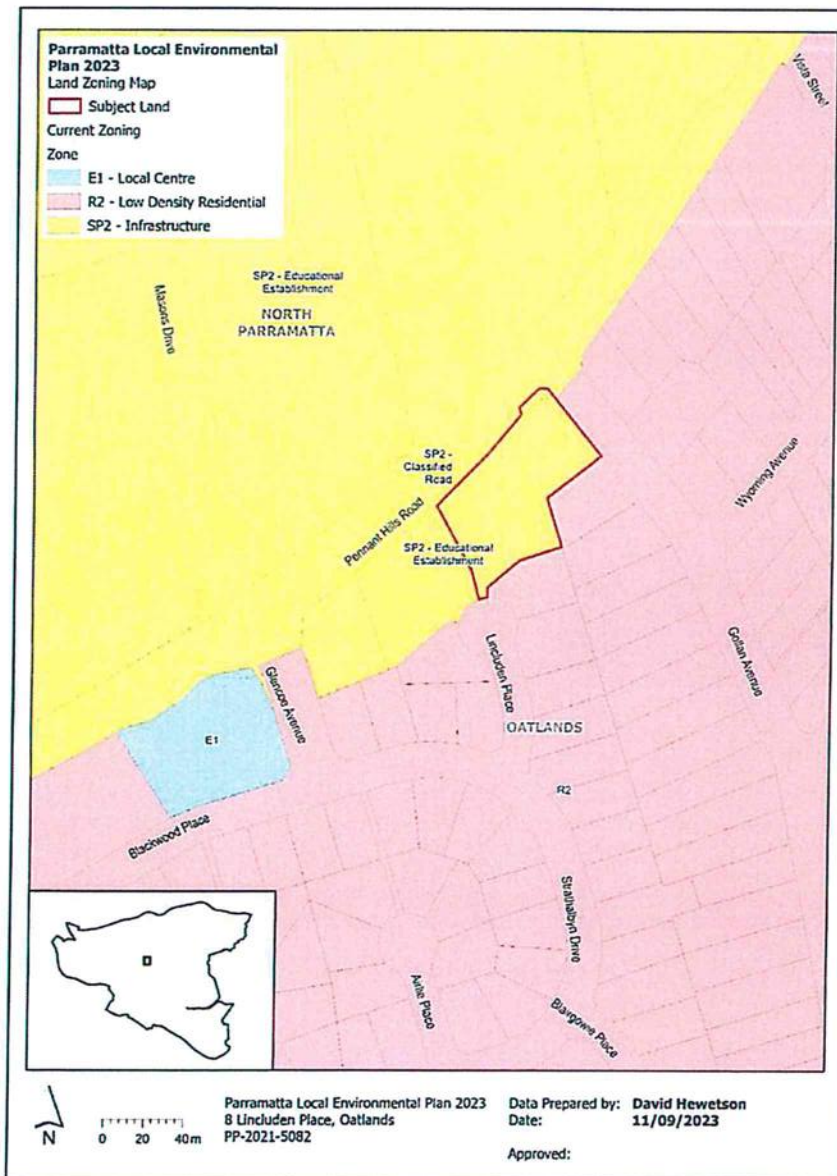 Parramatta Local Environmental
Plan 2023
Land Zoning Map
Subject Land
Current Zoning
Zone
E1 - Local Centre
R2 - Low Density Residential
SP2 - Infrastructure
Vista Street
SP2 - Educational
Establishment
Masons Drive
NORTH
PARRAMATTA
SP2 -
Classified
Road
Wyoming Avenue
Pennant Hills Road
SP2 - Educational
Establishment
Lincluden Place
Gollan Avenue
Glencoe Avenue
OATLANDS
E1
R2
Blackwood Place
Strathalbyn Drive
Airlie Place
Blairgowie Place
N
0 20 40 m
Parramatta Local Environmental Plan 2023
8 Lincluden Place, Oatlands
PP-2021-5082
Data Prepared by: David Hewetson
Date: 11/09/2023
Approved: